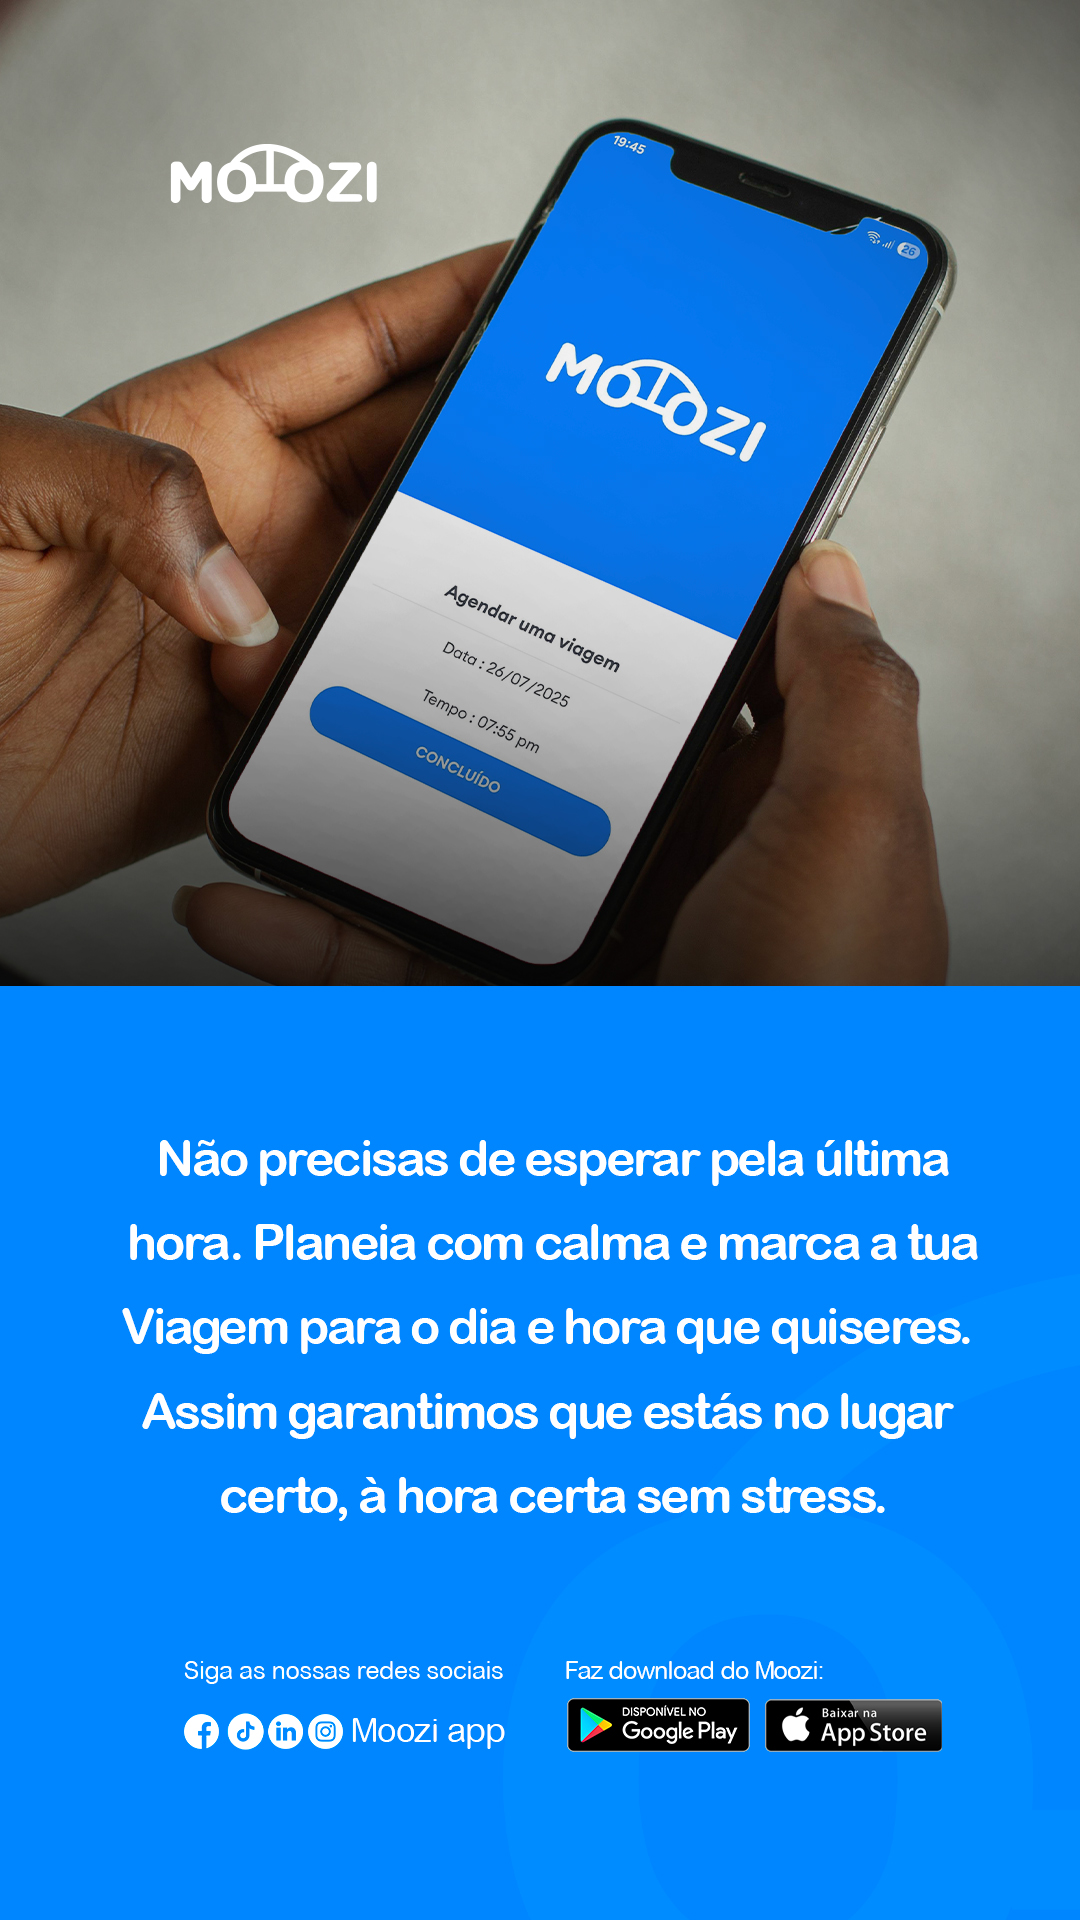 MOOZI
19:45
26
MOOZI
Agendar uma viagem
Data : 26/07/2025
Tempo : 07:55 pm
CONCLUÍDO
Não precisas de esperar pela última
hora. Planeia com calma e marca a tua
Viagem para o dia e hora que quiseres.
Assim garantimos que estás no lugar
certo, à hora certa sem stress.
Siga as nossas redes sociais
Moozi app
Faz download do Moozi:
DISPONÍVEL NO
Google Play
Baixar na
App Store